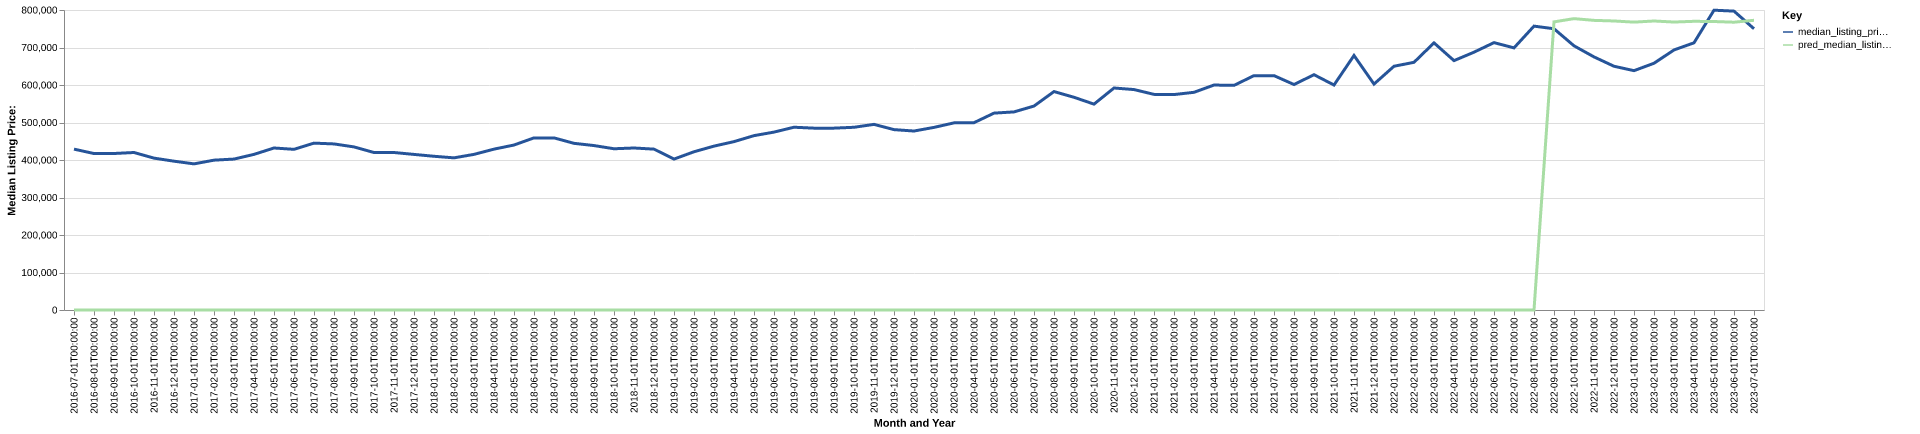 800,000
700,000
600,000
500,000
400,000
300,000
200,000
100,000
0
Median Listing Price:
2016-07-01T00:00:00
2016-08-01T00:00:00
2016-09-01T00:00:00
2016-10-01T00:00:00
2016-11-01T00:00:00
2016-12-01T00:00:00
2017-01-01T00:00:00
2017-02-01T00:00:00
2017-03-01T00:00:00
2017-04-01T00:00:00
2017-05-01T00:00:00
2017-06-01T00:00:00
2017-07-01T00:00:00
2017-08-01T00:00:00
2017-09-01T00:00:00
2017-10-01T00:00:00
2017-11-01T00:00:00
2017-12-01T00:00:00
2018-01-01T00:00:00
2018-02-01T00:00:00
2018-03-01T00:00:00
2018-04-01T00:00:00
2018-05-01T00:00:00
2018-06-01T00:00:00
2018-07-01T00:00:00
2018-08-01T00:00:00
2018-09-01T00:00:00
2018-10-01T00:00:00
2018-11-01T00:00:00
2018-12-01T00:00:00
2019-01-01T00:00:00
2019-02-01T00:00:00
2019-03-01T00:00:00
2019-04-01T00:00:00
2019-05-01T00:00:00
2019-06-01T00:00:00
2019-07-01T00:00:00
2019-08-01T00:00:00
2019-09-01T00:00:00
2019-10-01T00:00:00
2019-11-01T00:00:00
2019-12-01T00:00:00
2020-01-01T00:00:00
2020-02-01T00:00:00
2020-03-01T00:00:00
2020-04-01T00:00:00
2020-05-01T00:00:00
2020-06-01T00:00:00
2020-07-01T00:00:00
2020-08-01T00:00:00
2020-09-01T00:00:00
2020-10-01T00:00:00
2020-11-01T00:00:00
2020-12-01T00:00:00
2021-01-01T00:00:00
2021-02-01T00:00:00
2021-03-01T00:00:00
2021-04-01T00:00:00
2021-05-01T00:00:00
2021-06-01T00:00:00
2021-07-01T00:00:00
2021-08-01T00:00:00
2021-09-01T00:00:00
2021-10-01T00:00:00
2021-11-01T00:00:00
2021-12-01T00:00:00
2022-01-01T00:00:00
2022-02-01T00:00:00
2022-03-01T00:00:00
2022-04-01T00:00:00
2022-05-01T00:00:00
2022-06-01T00:00:00
2022-07-01T00:00:00
2022-08-01T00:00:00
2022-09-01T00:00:00
2022-10-01T00:00:00
2022-11-01T00:00:00
2022-12-01T00:00:00
2023-01-01T00:00:00
2023-02-01T00:00:00
2023-03-01T00:00:00
2023-04-01T00:00:00
2023-05-01T00:00:00
2023-06-01T00:00:00
2023-07-01T00:00:00
Month and Year
Key
median_listing_pri…
pred_median_listin…